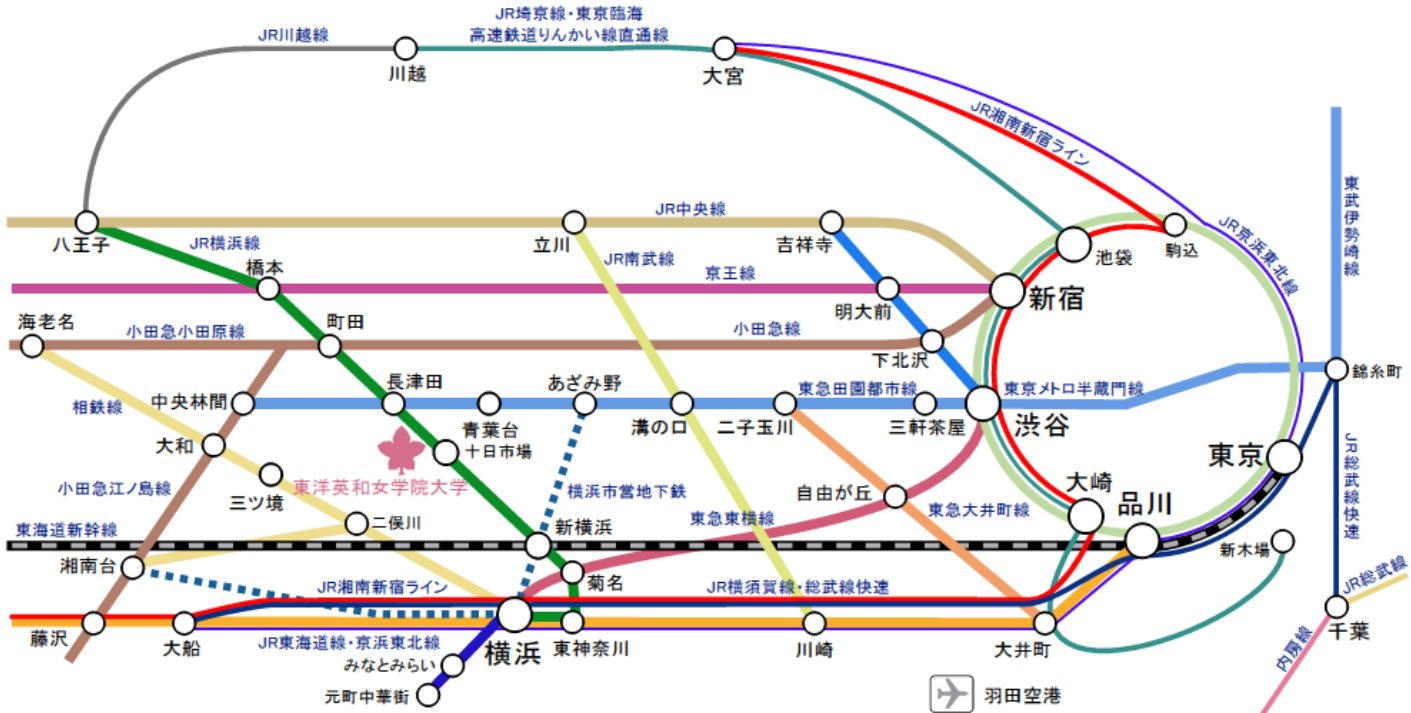 JR埼京線・東京臨海
高速鉄道りんかい線直通線
JR川越線
川越
大宮
JR湘南新宿ライン
東武伊勢崎線
JR中央線
八王子
JR横浜線
立川
吉祥寺
JR京浜東北線
池袋
駒込
橋本
JR南武線
京王線
明大前
新宿
海老名
小田急小田原線
町田
小田急線
下北沢
錦糸町
長津田
あざみ野
東急田園都市線
東京メトロ半蔵門線
相鉄線
中央林間
青葉台
溝の口
二子玉川
三軒茶屋
渋谷
大和
十日市場
東京
JR総武線快速
小田急江ノ島線
三ツ境
東洋英和女学院大学
横浜市営地下鉄
自由が丘
東急大井町線
大崎
品川
東海道新幹線
二俣川
新横浜
東急東横線
新木場
湘南台
菊名
JR湘南新宿ライン
JR横須賀線・総武線快速
JR総武線
藤沢
大船
JR東海道線・京浜東北線
横浜
東神奈川
川崎
大井町
千葉
内房線
みなとみらい
元町中華街
羽田空港